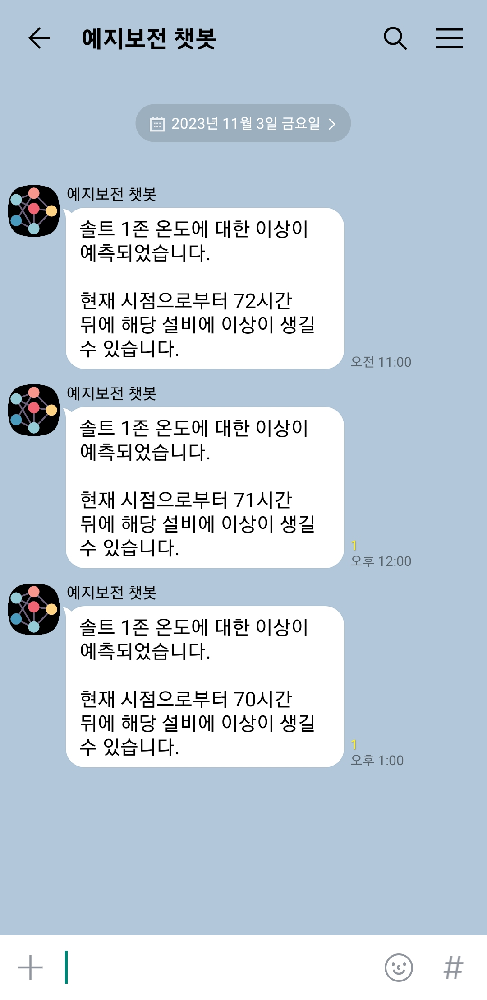 예지보전 챗봇
2023년 11월 3일 금요일
예지보전 챗봇
솔트 1존 온도에 대한 이상이
예측되었습니다.
현재 시점으로부터 72시간
뒤에 해당 설비에 이상이 생길
수 있습니다.
오전 11:00
예지보전 챗봇
솔트 1존 온도에 대한 이상이
예측되었습니다.
현재 시점으로부터 71시간
뒤에 해당 설비에 이상이 생길
수 있습니다.
1
오후 12:00
예지보전 챗봇
솔트 1존 온도에 대한 이상이
예측되었습니다.
현재 시점으로부터 70시간
뒤에 해당 설비에 이상이 생길
수 있습니다.
1
오후 1:00
#